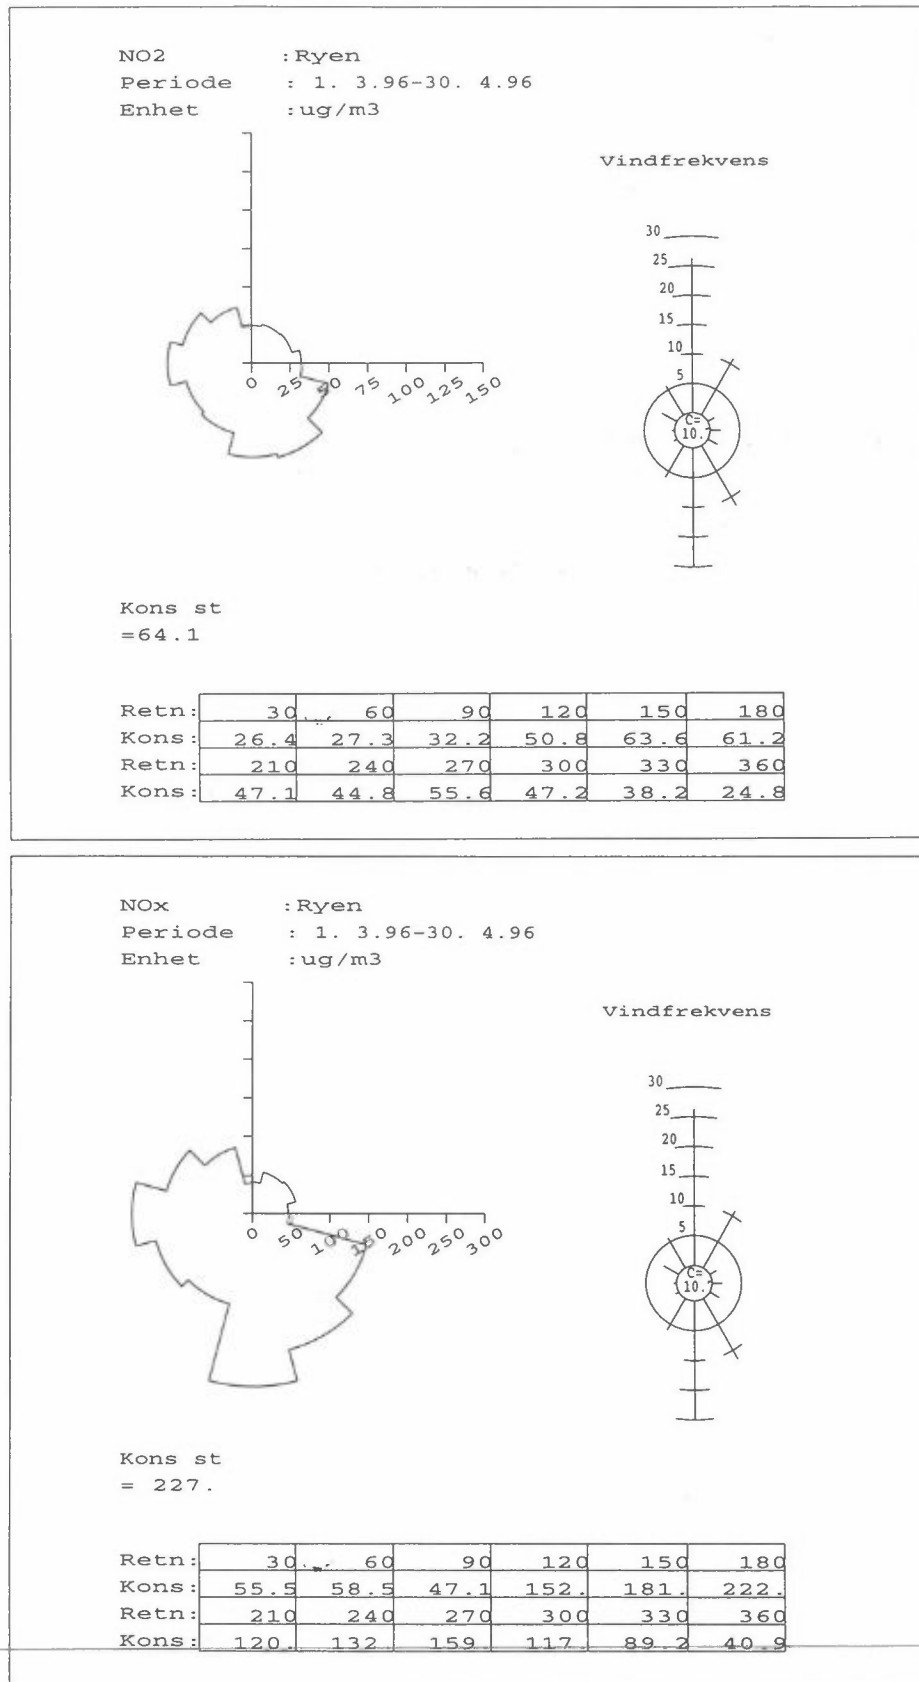 NO2 :Ryen
Periode : 1. 3.96-30. 4.96
Enhet :ug/m3
Vindfrekvens
30
25
20
15
10
5
C=
10.
0 25 50 75 100 125 150
Kons st
=64.1
Retn: 30 60 90 120 150 180
Kons: 26.4 27.3 32.2 50.8 63.6 61.2
Retn: 210 240 270 300 330 360
Kons: 47.1 44.8 55.6 47.2 38.2 24.8
NOx :Ryen
Periode : 1. 3.96-30. 4.96
Enhet :ug/m3
Vindfrekvens
30
25
20
15
10
5
C=
10.
0 50 100 150 200 250 300
Kons st
= 227.
Retn: 30 60 90 120 150 180
Kons: 55.5 58.5 47.1 152. 181. 222.
Retn: 210 240 270 300 330 360
Kons: 120. 132. 159. 117. 89.2 40.9